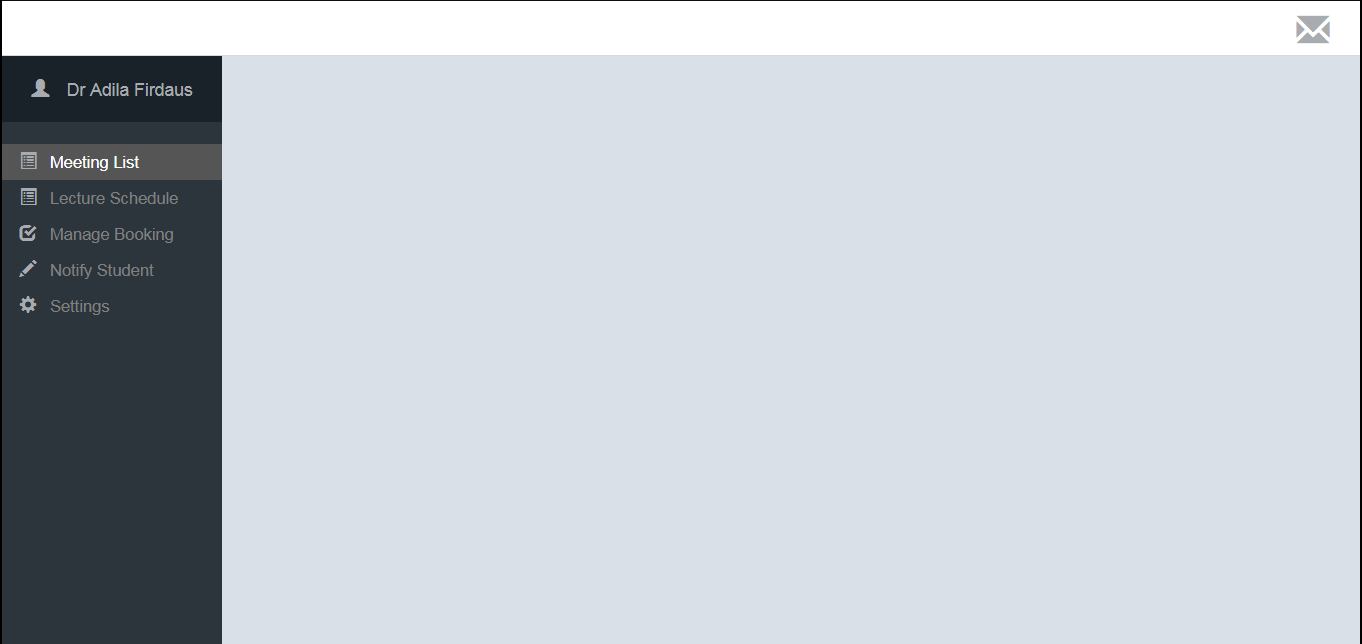 Dr Adila Firdaus
Meeting List
Lecture Schedule
Manage Booking
Notify Student
Settings